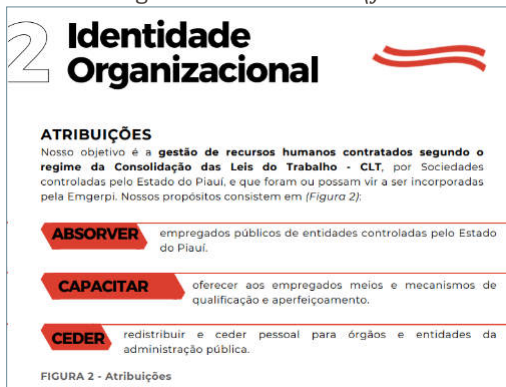 2
Identidade
Organizacional
ATRIBUIÇÕES
Nosso objetivo é a gestão de recursos humanos contratados segundo o
regime da Consolidação das Leis do Trabalho - CLT, por Sociedades
controladas pelo Estado do Piauí, e que foram ou possam vir a ser incorporadas
pela Emgerpi. Nossos propósitos consistem em (Figura 2):
ABSORVER empregados públicos de entidades controladas pelo Estado
do Piauí.
CAPACITAR oferecer aos empregados meios e mecanismos de
qualificação e aperfeiçoamento.
CEDER redistribuir e ceder pessoal para órgãos e entidades da
administração pública.
FIGURA 2 - Atribuições